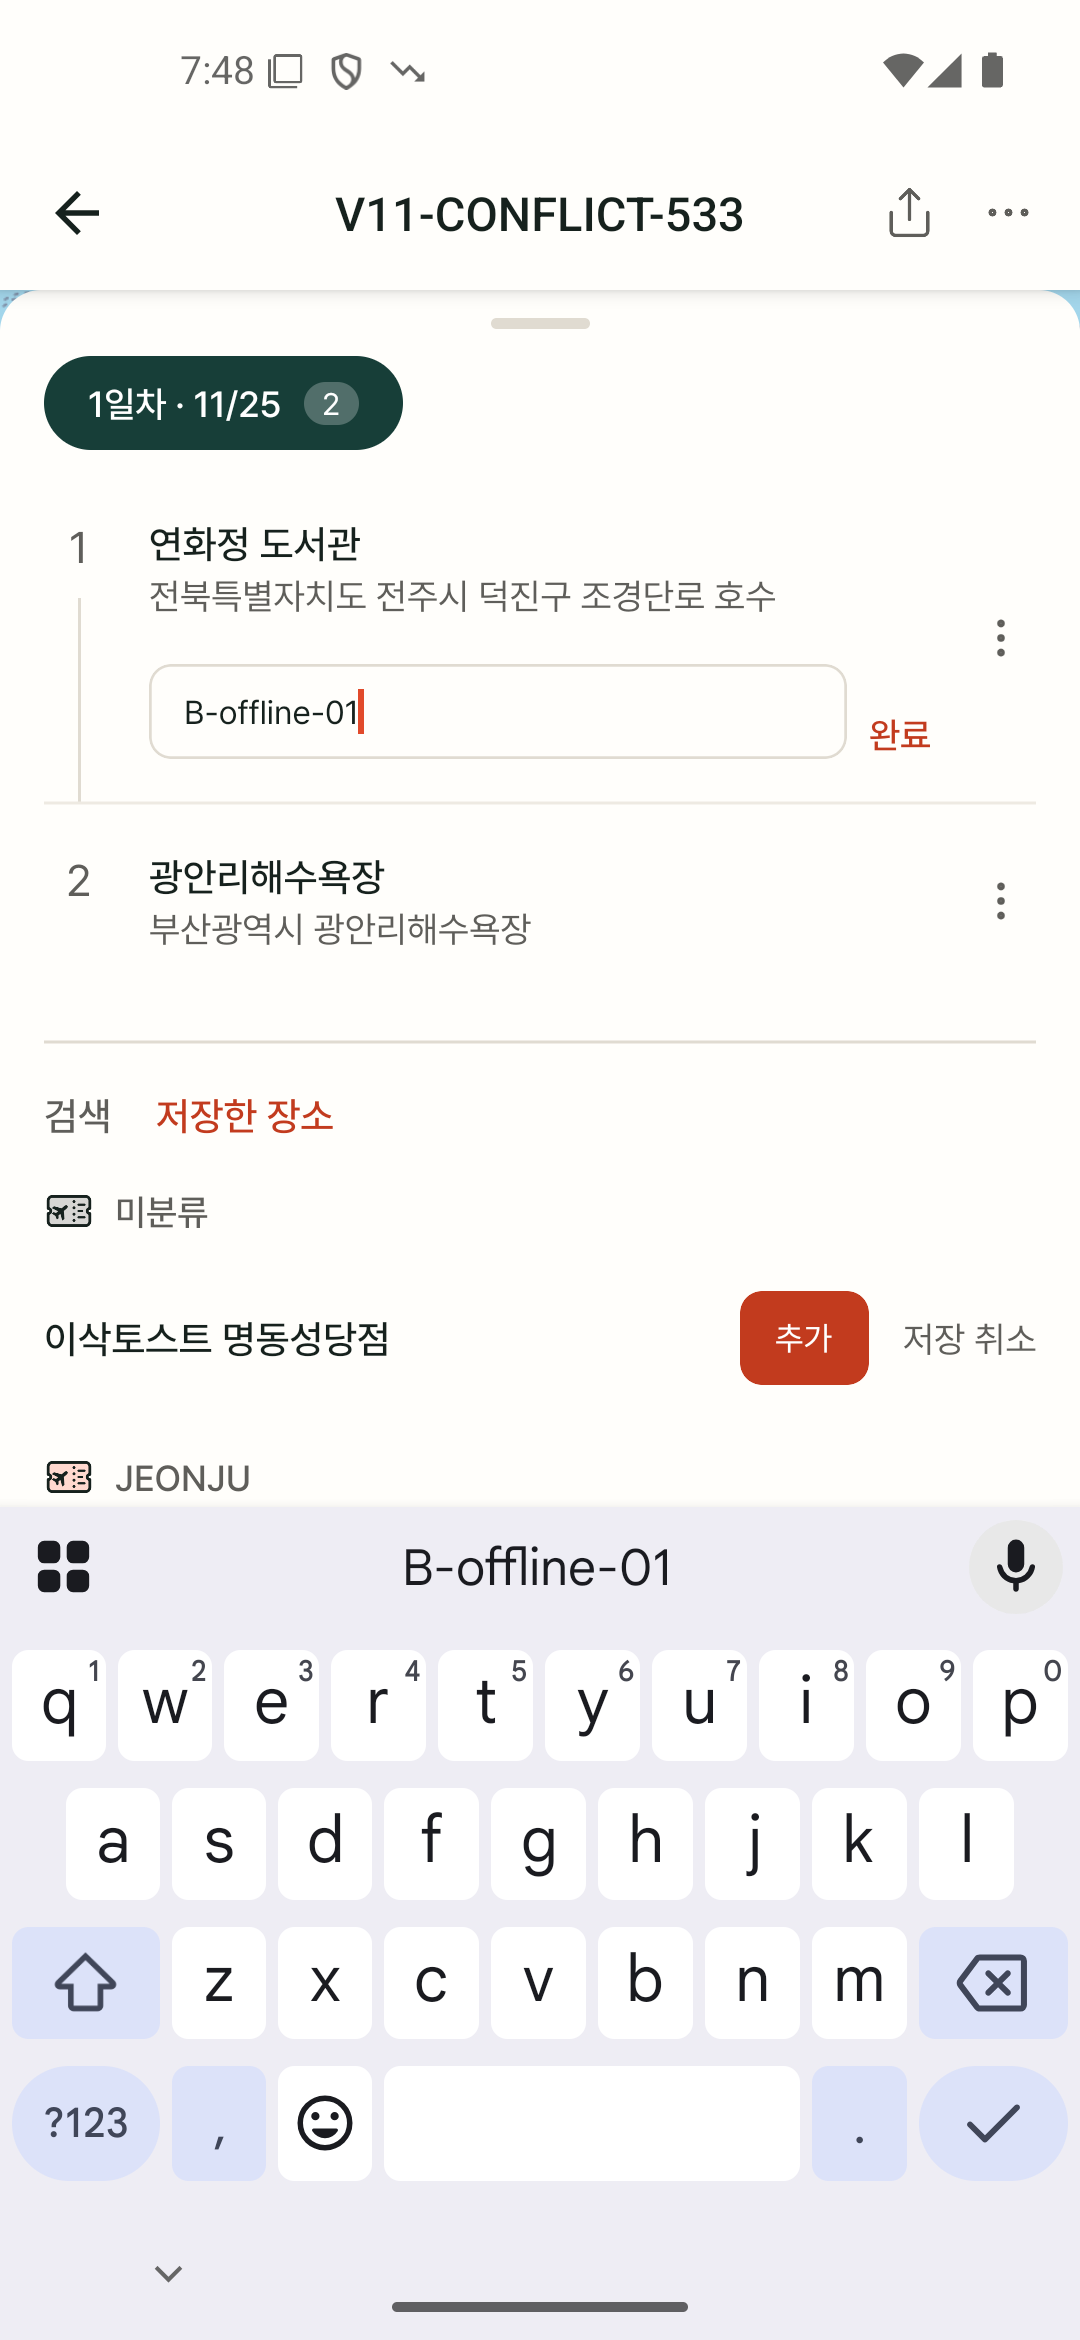 7:48
V11-CONFLICT-533
1일차 · 11/25 2
1 연화정 도서관
전북특별자치도 전주시 덕진구 조경단로 호수
B-offline-01
완료
2 광안리해수욕장
부산광역시 광안리해수욕장
검색 저장한 장소
미분류
이삭토스트 명동성당점 추가 저장 취소
JEONJU
B-offline-01
q1 w2 e3 r4 t5 y6 u7 i8 o9 p0
a s d f g h j k l
z x c v b n m
?123 , .